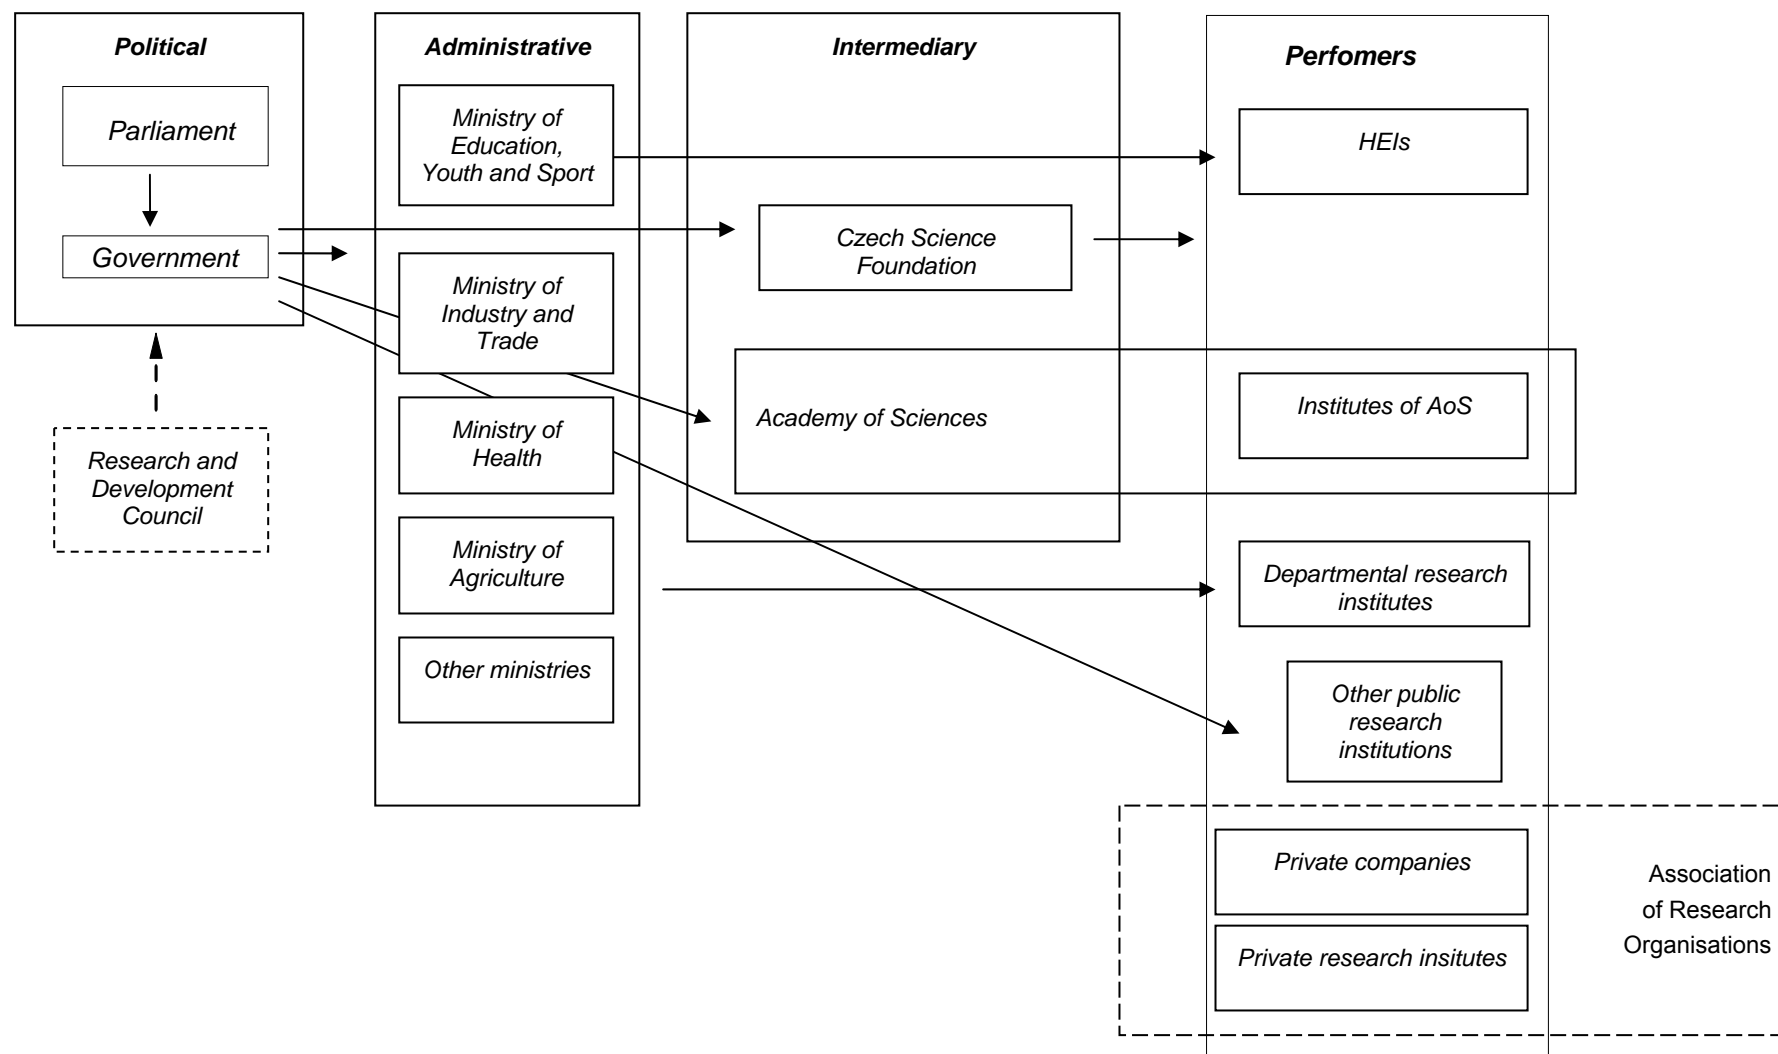 Political
Parliament
Government
Research and
Development
Council
Administrative
Ministry of
Education,
Youth and Sport
Ministry of
Industry and
Trade
Ministry of
Health
Ministry of
Agriculture
Other ministries
Intermediary
Czech Science
Foundation
Academy of Sciences
Perfomers
HEIs
Institutes of AoS
Departmental research
institutes
Other public
research
institutions
Private companies
Private research insitutes
Association
of Research
Organisations